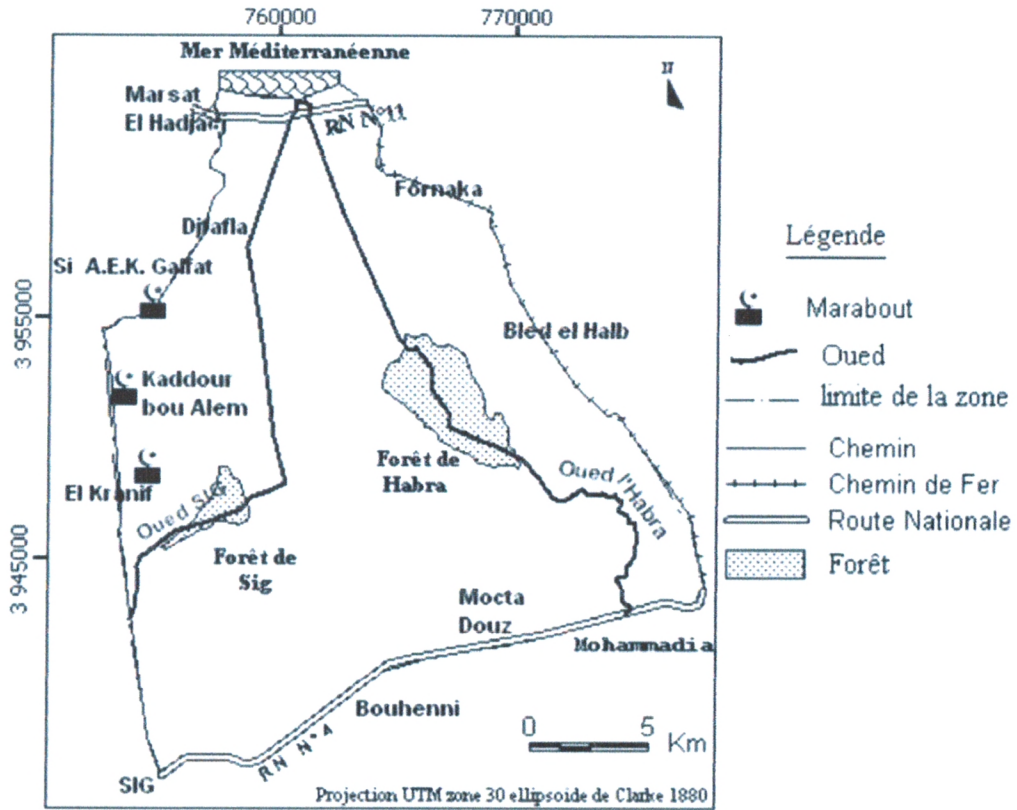 760000
770000
Mer Méditerranéenne
N
Marsat
El Hadjad
RN N°11
Fornaka
Djfafla
Si A.E.K. Galfat
3 955000
Bled el Halb
Kaddour
bou Alem
Forêt de
Habra
El Kranif
Oued SIG
Oued l'Habra
Forêt de
Sig
3 945000
Mocta
Douz
Mohammadia
Bouhenni
RN N°4
SIG
0 5 Km
Projection UTM zone 30 ellipsoide de Clarke 1880
Légende
Marabout
Oued
limite de la zone
Chemin
Chemin de Fer
Route Nationale
Forêt